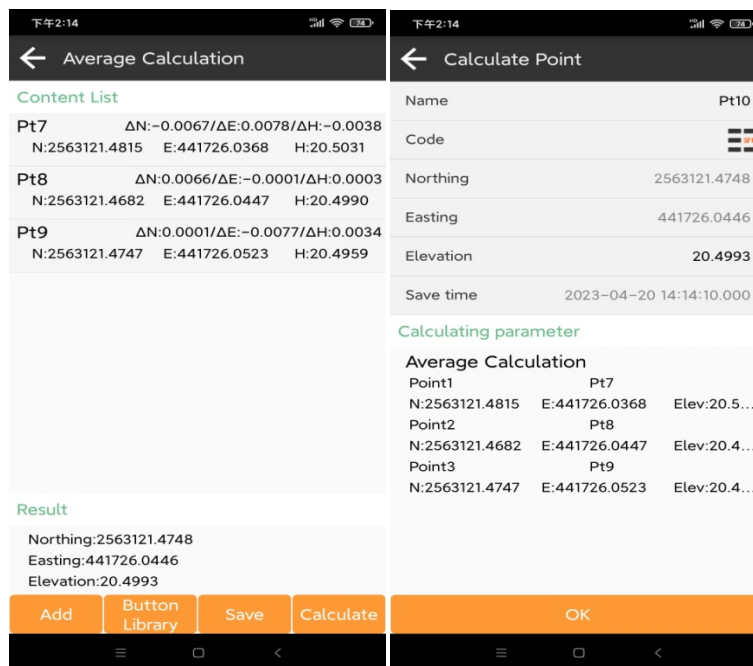 下午2:14
Average Calculation
Content List
Pt7 ΔN:-0.0067/ΔE:0.0078/ΔH:-0.0038
N:2563121.4815 E:441726.0368 H:20.5031
Pt8 ΔN:0.0066/ΔE:-0.0001/ΔH:0.0003
N:2563121.4682 E:441726.0447 H:20.4990
Pt9 ΔN:0.0001/ΔE:-0.0077/ΔH:0.0034
N:2563121.4747 E:441726.0523 H:20.4959
Result
Northing:2563121.4748
Easting:441726.0446
Elevation:20.4993
Add Button Library Save Calculate
下午2:14
Calculate Point
Name Pt10
Code
Northing 2563121.4748
Easting 441726.0446
Elevation 20.4993
Save time 2023-04-20 14:14:10.000
Calculating parameter
Average Calculation
Point1 Pt7
N:2563121.4815 E:441726.0368 Elev:20.5...
Point2 Pt8
N:2563121.4682 E:441726.0447 Elev:20.4...
Point3 Pt9
N:2563121.4747 E:441726.0523 Elev:20.4...
OK